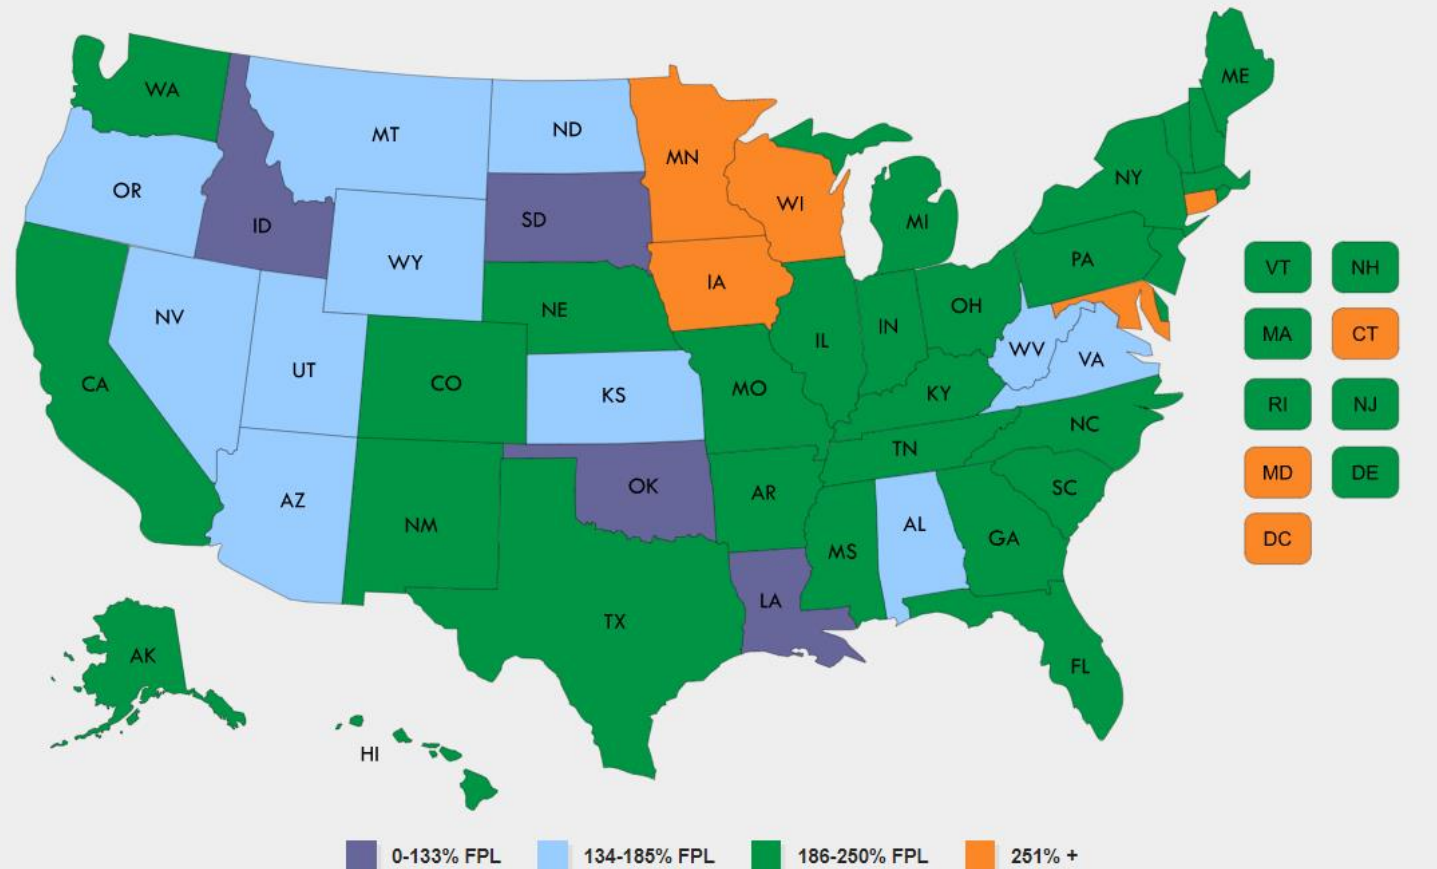 ME
WA
MT
ND
MN
OR
NY
WI
ID
SD
MI
WY
PA
VT
NH
IA
NE
OH
NV
IN
IL
WV
VA
MA
CT
UT
CO
CA
KS
MO
KY
RI
NJ
NC
TN
OK
AR
SC
MD
DE
AZ
NM
AL
GA
MS
DC
LA
TX
AK
FL
HI
0-133% FPL
134-185% FPL
186-250% FPL
251% +